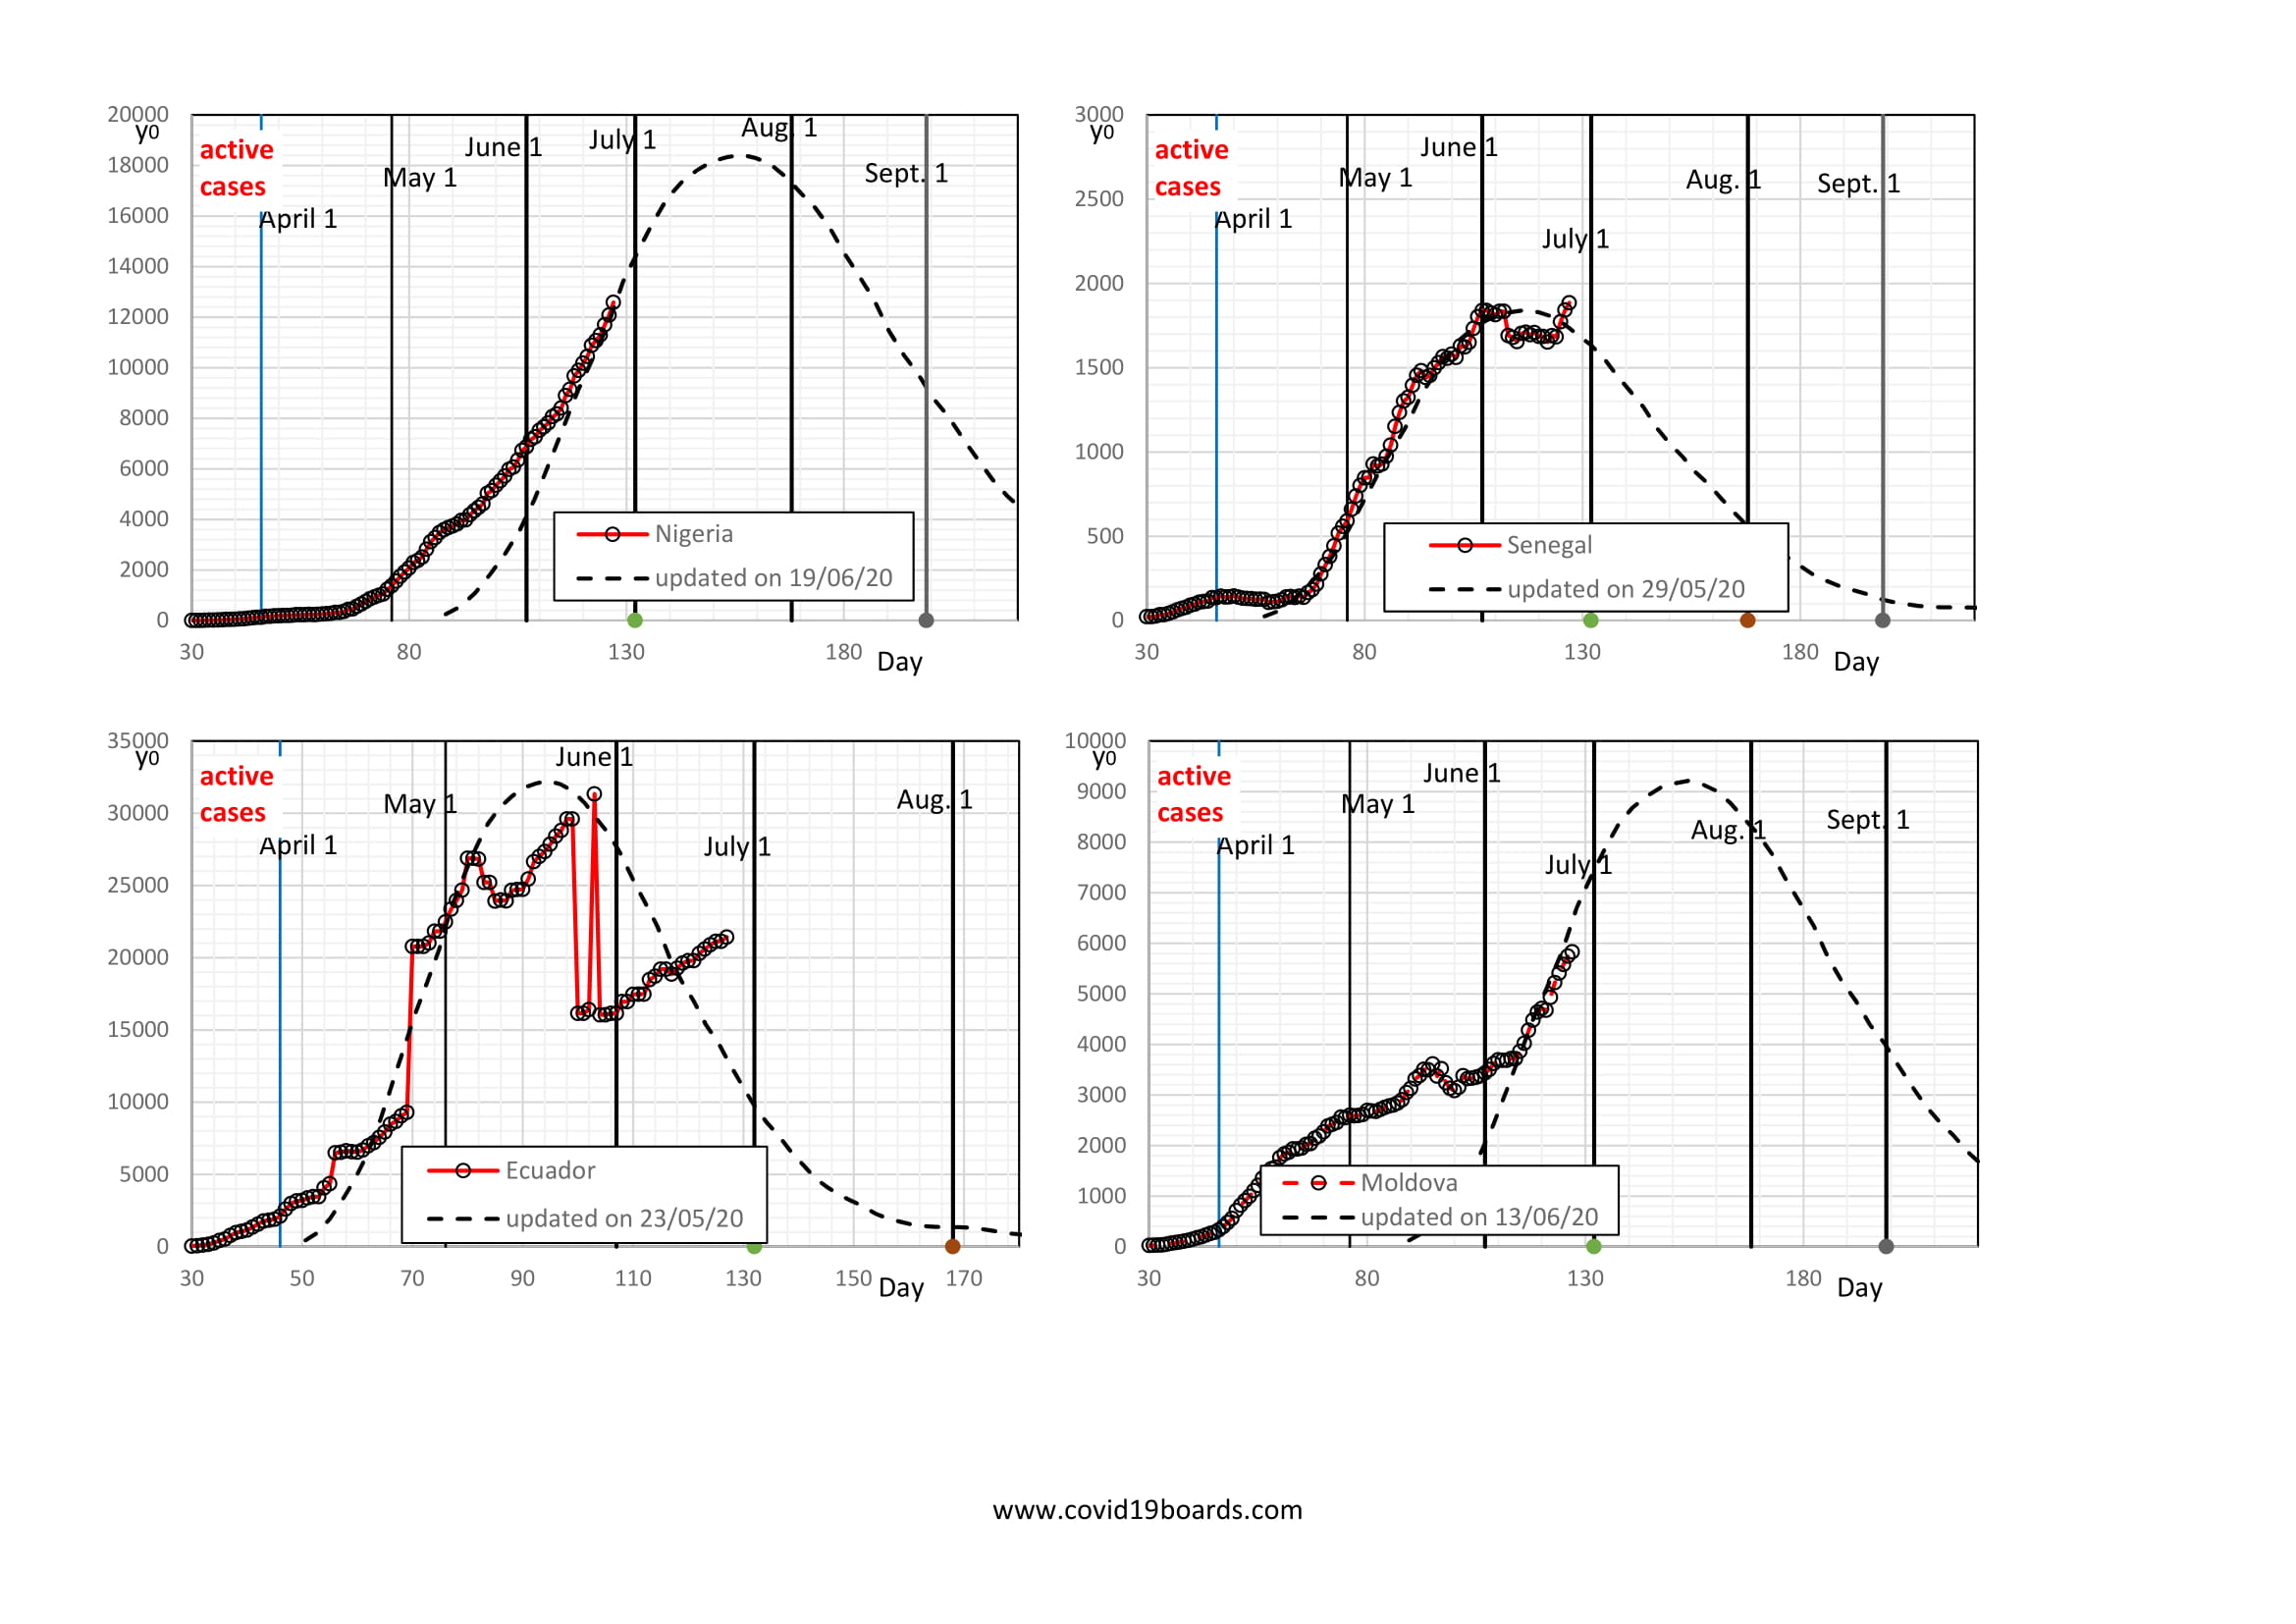 20000
y0
active
cases
18000
16000
14000
12000
10000
8000
6000
4000
2000
0
April 1
May 1
June 1
July 1
Aug. 1
Sept. 1
Nigeria
updated on 19/06/20
30 80 130 180 Day
3000
y0
active
cases
2500
2000
1500
1000
500
0
April 1
May 1
June 1
July 1
Aug. 1
Sept. 1
Senegal
updated on 29/05/20
30 80 130 180 Day
35000
y0
active
cases
30000
25000
20000
15000
10000
5000
0
April 1
May 1
June 1
July 1
Aug. 1
Ecuador
updated on 23/05/20
30 50 70 90 110 130 150 170
Day
10000
y0
active
cases
9000
8000
7000
6000
5000
4000
3000
2000
1000
0
April 1
May 1
June 1
July 1
Aug. 1
Sept. 1
Moldova
updated on 13/06/20
30 80 130 180 Day
www.covid19boards.com